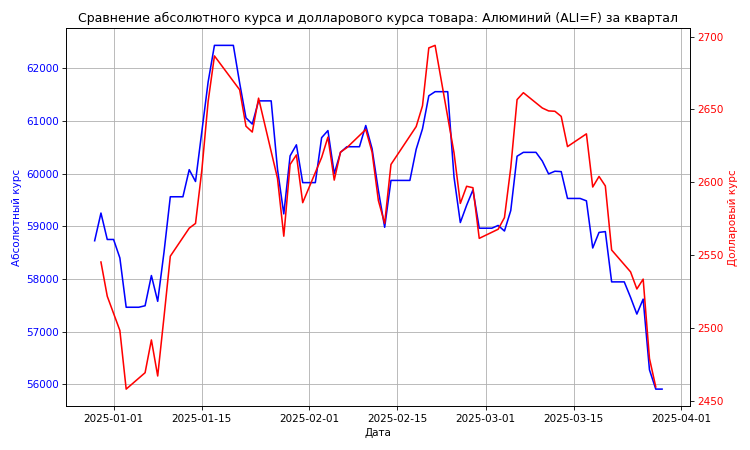 Сравнение абсолютного курса и долларового курса товара: Алюминий (ALI=F) за квартал
Абсолютный курс
62000
61000
60000
59000
58000
57000
56000
2700
2650
2600
2550
2500
2450
Долларовый курс
2025-01-01 2025-01-15 2025-02-01 2025-02-15 2025-03-01 2025-03-15 2025-04-01
Дата